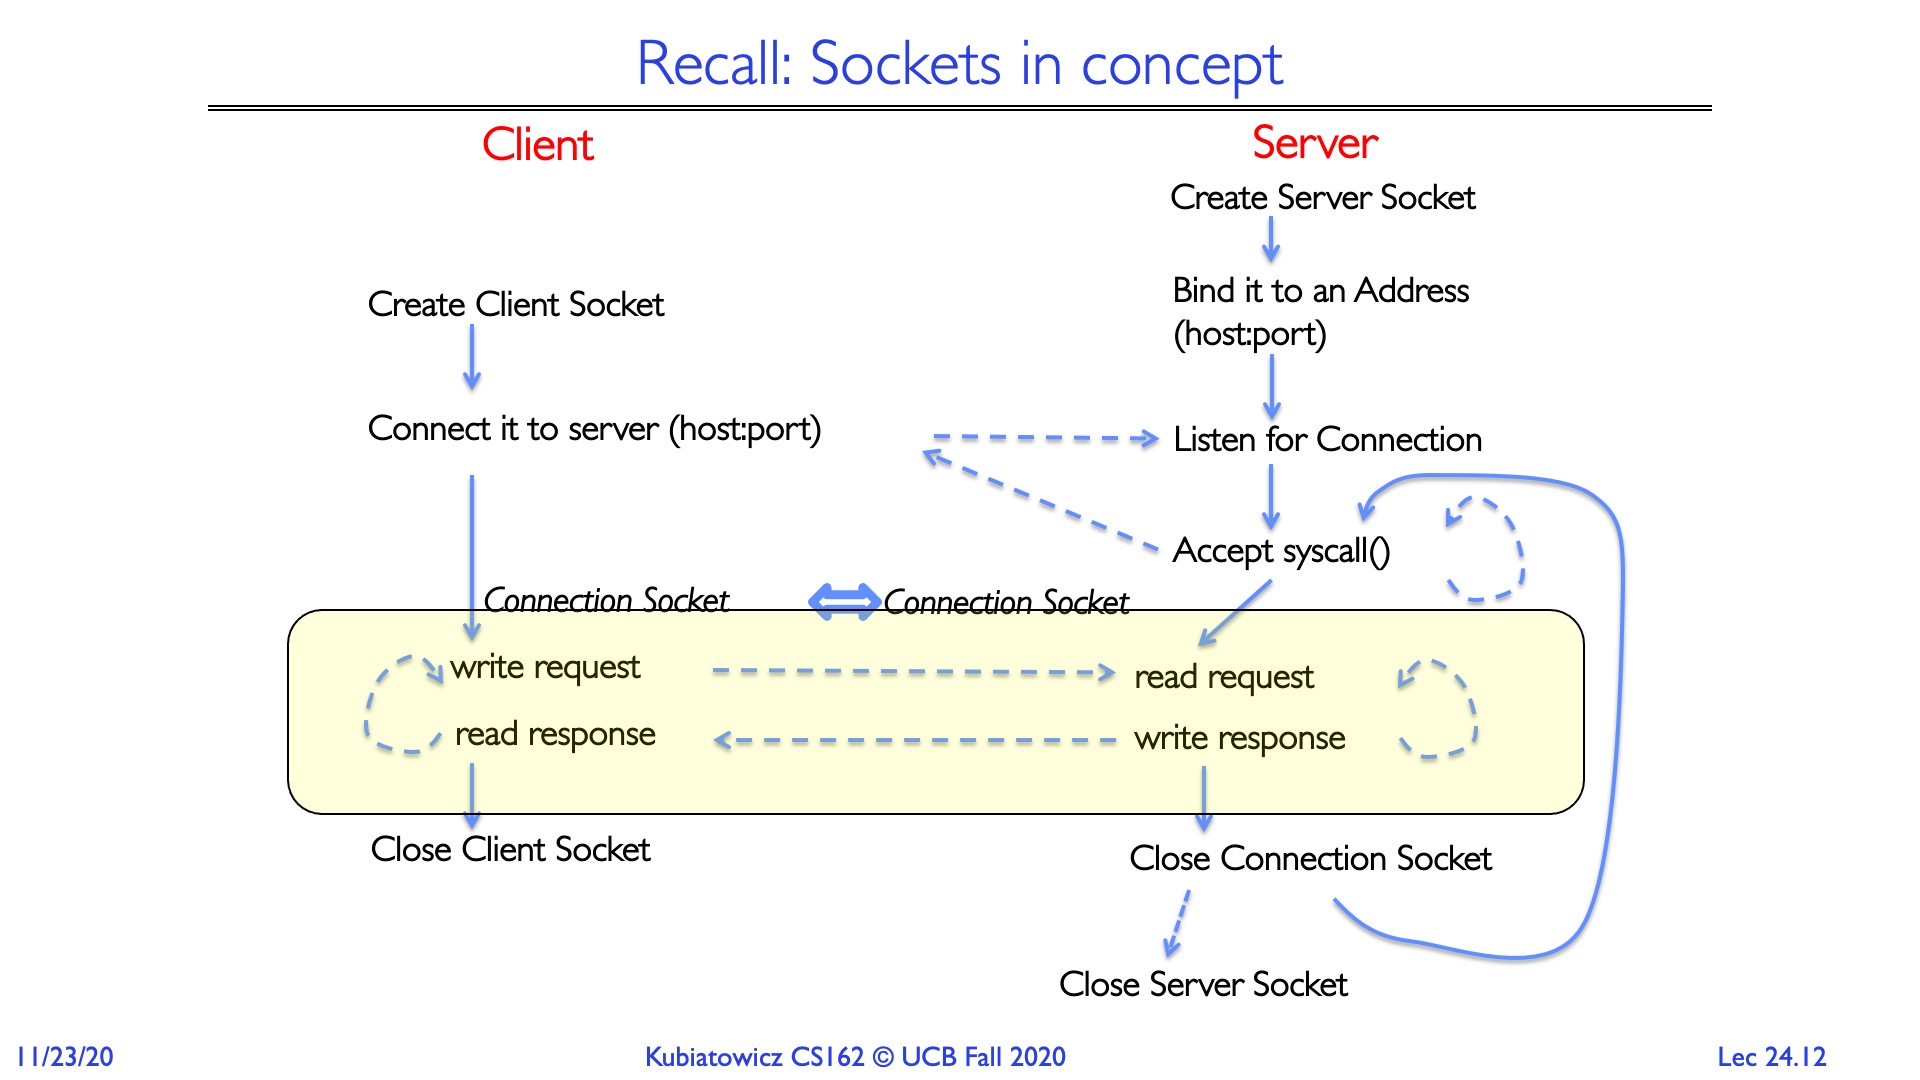 Recall: Sockets in concept
Client
Server
Create Server Socket
Bind it to an Address
(host:port)
Create Client Socket
Connect it to server (host:port)
Listen for Connection
Accept syscall()
Connection Socket
Connection Socket
write request
read request
read response
write response
Close Client Socket
Close Connection Socket
Close Server Socket
11/23/20
Kubiatowicz CS162 © UCB Fall 2020
Lec 24.12